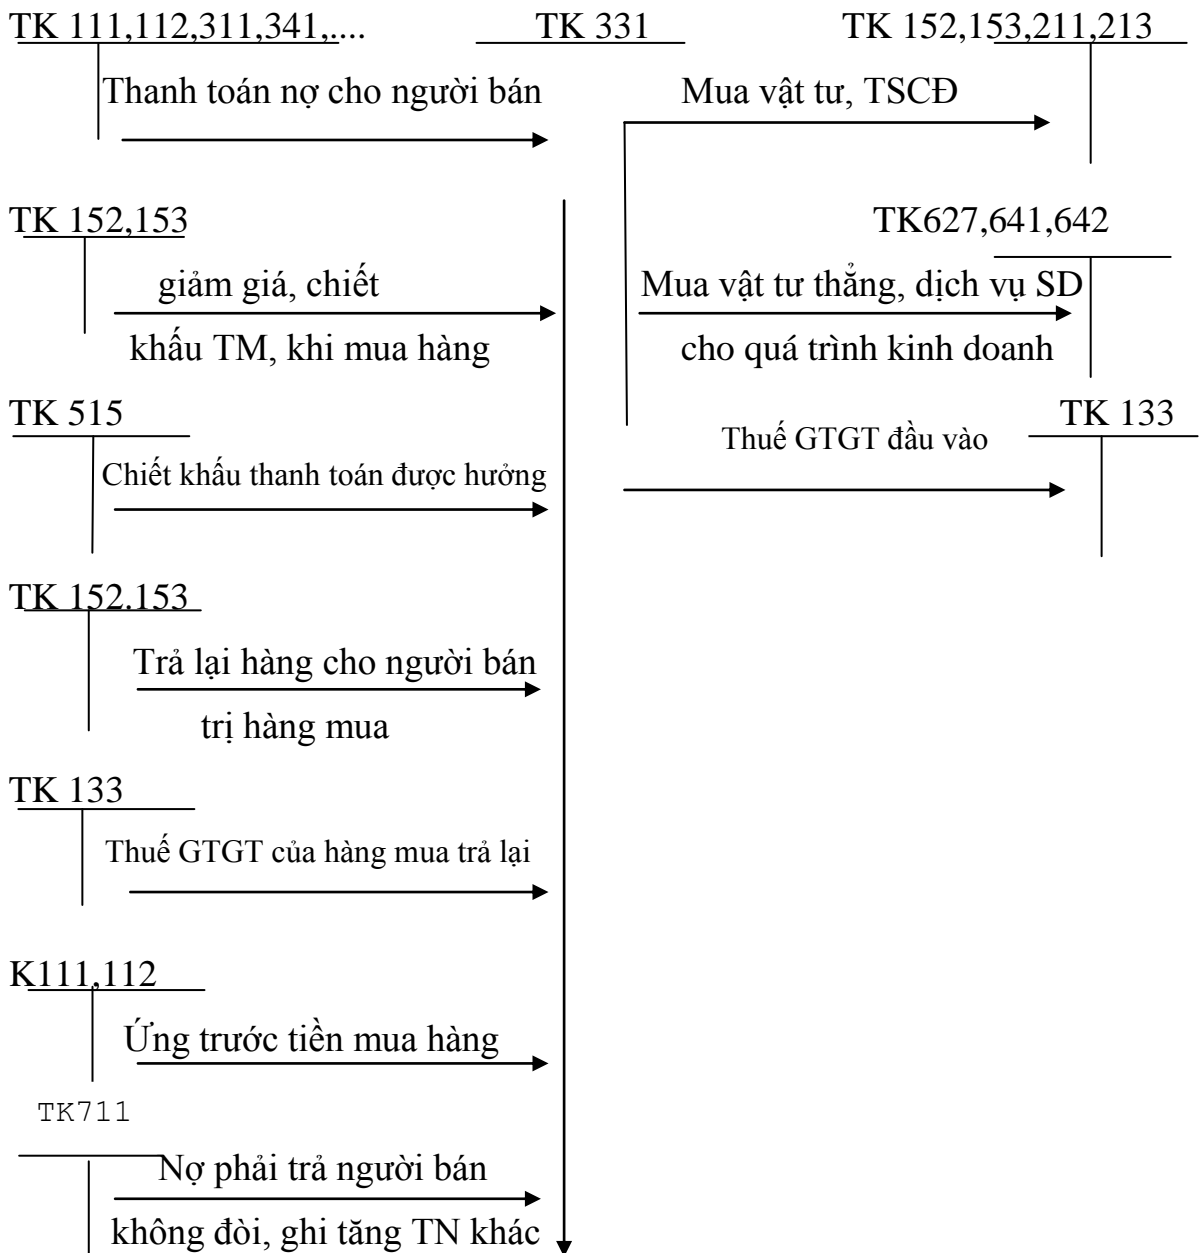 TK 111,112,311,341,.... TK 331 TK 152,153,211,213
Thanh toán nợ cho người bán Mua vật tư, TSCĐ
TK 152,153 TK627,641,642
giảm giá, chiết Mua vật tư thẳng, dịch vụ SD
khấu TM, khi mua hàng cho quá trình kinh doanh
TK 515 TK 133
Thuế GTGT đầu vào
Chiết khấu thanh toán được hưởng
TK 152.153
Trả lại hàng cho người bán
trị hàng mua
TK 133
Thuế GTGT của hàng mua trả lại
K111,112
Ứng trước tiền mua hàng
TK711
Nợ phải trả người bán
không đòi, ghi tăng TN khác